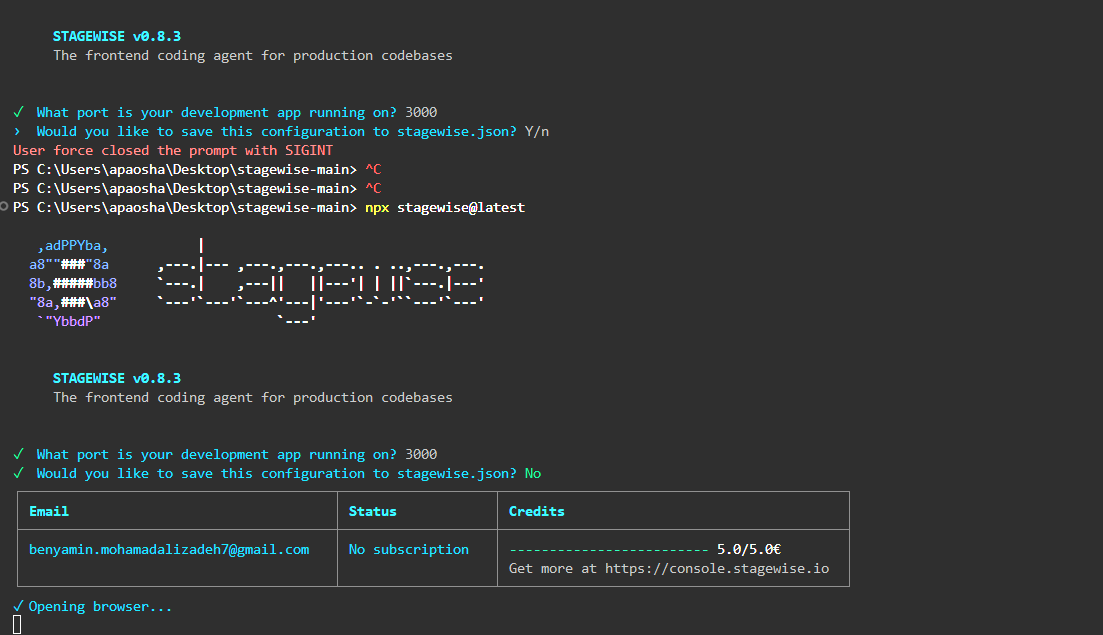 STAGEWISE v0.8.3
The frontend coding agent for production codebases
✓ What port is your development app running on? 3000
› Would you like to save this configuration to stagewise.json? Y/n
User force closed the prompt with SIGINT
PS C:\Users\apaosha\Desktop\stagewise-main> ^C
PS C:\Users\apaosha\Desktop\stagewise-main> ^C
PS C:\Users\apaosha\Desktop\stagewise-main> npx stagewise@latest
   ,adPPYba,           |
  a8""###"8a      ,---.|--- ,---.,---.,---.. . ..,---.,---.
  8b,#####bb8     `---.|    ,---||   ||---'| | ||`---.|---'
  "8a,###\a8"     `---'`---'`---^'---|'---'`-`-'``---'`---'
   `"YbbdP"                      `---'
STAGEWISE v0.8.3
The frontend coding agent for production codebases
✓ What port is your development app running on? 3000
✓ Would you like to save this configuration to stagewise.json? No
Email Status Credits
benyamin.mohamadalizadeh7@gmail.com No subscription ------------------------- 5.0/5.0€
Get more at https://console.stagewise.io
✓ Opening browser...